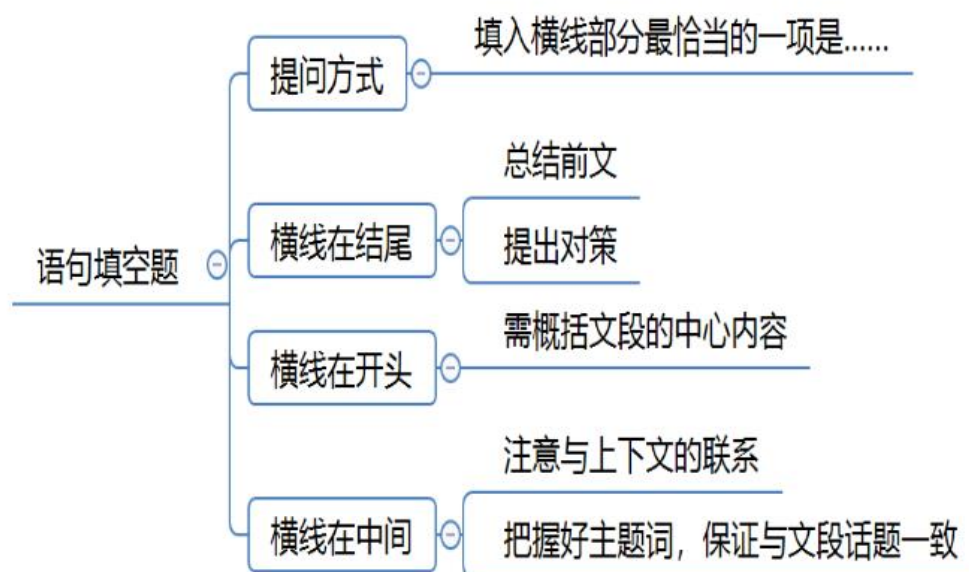 语句填空题
提问方式
填入横线部分最恰当的一项是......
横线在结尾
总结前文
提出对策
横线在开头
需概括文段的中心内容
横线在中间
注意与上下文的联系
把握好主题词，保证与文段话题一致